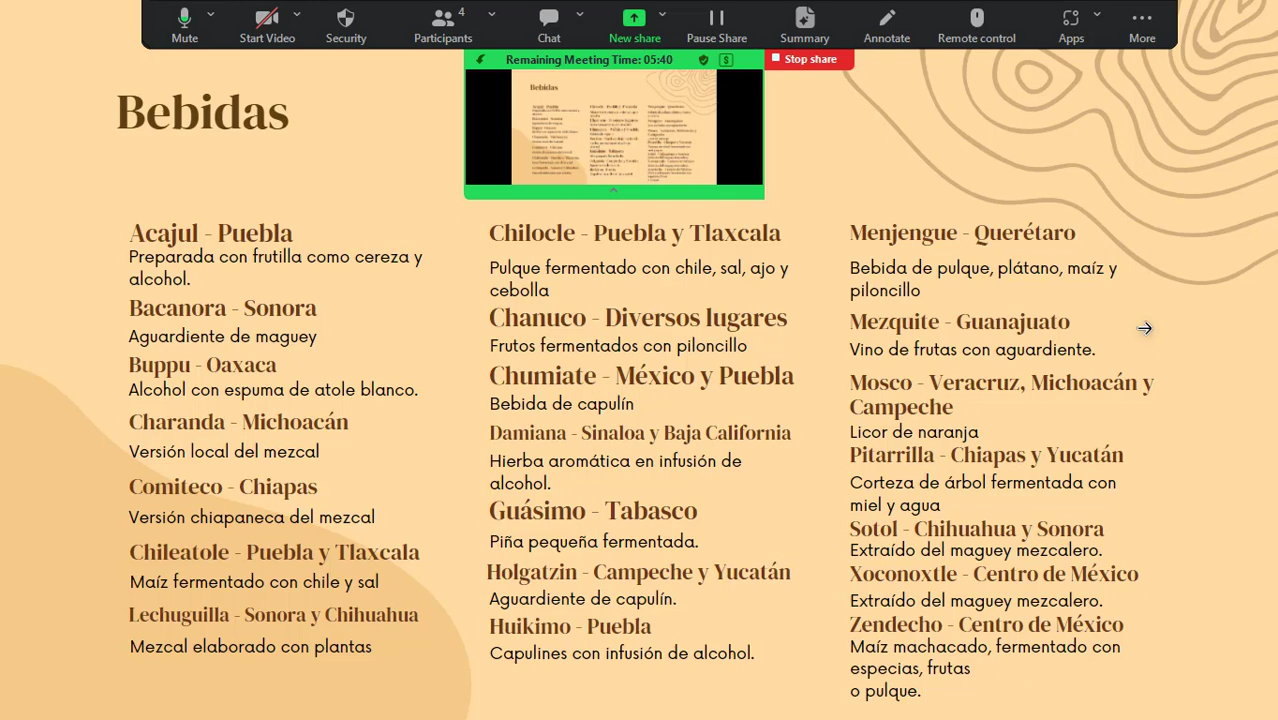 4
Mute
Start Video
Security
Participants
Chat
New share
Pause Share
Summary
Annotate
Remote control
Apps
More
Remaining Meeting Time: 05:40
Stop share
Bebidas
Bebidas
Acajul - Puebla
Preparada con frutilla como cereza y
alcohol.
Bacanora - Sonora
Aguardiente de maguey
Buppu - Oaxaca
Alcohol con espuma de atole blanco.
Charanda - Michoacán
Versión local del mezcal
Comiteco - Chiapas
Versión chiapaneca del mezcal
Chileatole - Puebla y Tlaxcala
Maíz fermentado con chile y sal
Lechuguilla - Sonora y Chihuahua
Mezcal elaborado con plantas
Chilocle - Puebla y Tlaxcala
Pulque fermentado con chile, sal, ajo y
cebolla
Chanuco - Diversos lugares
Frutos fermentados con piloncillo
Chumiate - México y Puebla
Bebida de capulín
Damiana - Sinaloa y Baja California
Hierba aromática en infusión de
alcohol.
Guásimo - Tabasco
Piña pequeña fermentada.
Holgatzin - Campeche y Yucatán
Aguardiente de capulín.
Huikimo - Puebla
Capulines con infusión de alcohol.
Menjengue - Querétaro
Bebida de pulque, plátano, maíz y
piloncillo
Mezquite - Guanajuato
Vino de frutas con aguardiente.
Mosco - Veracruz, Michoacán y
Campeche
Licor de naranja
Pitarrilla - Chiapas y Yucatán
Corteza de árbol fermentada con
miel y agua
Sotol - Chihuahua y Sonora
Extraído del maguey mezcalero.
Xoconoxtle - Centro de México
Extraído del maguey mezcalero.
Zendecho - Centro de México
Maíz machacado, fermentado con
especias, frutas
o pulque.